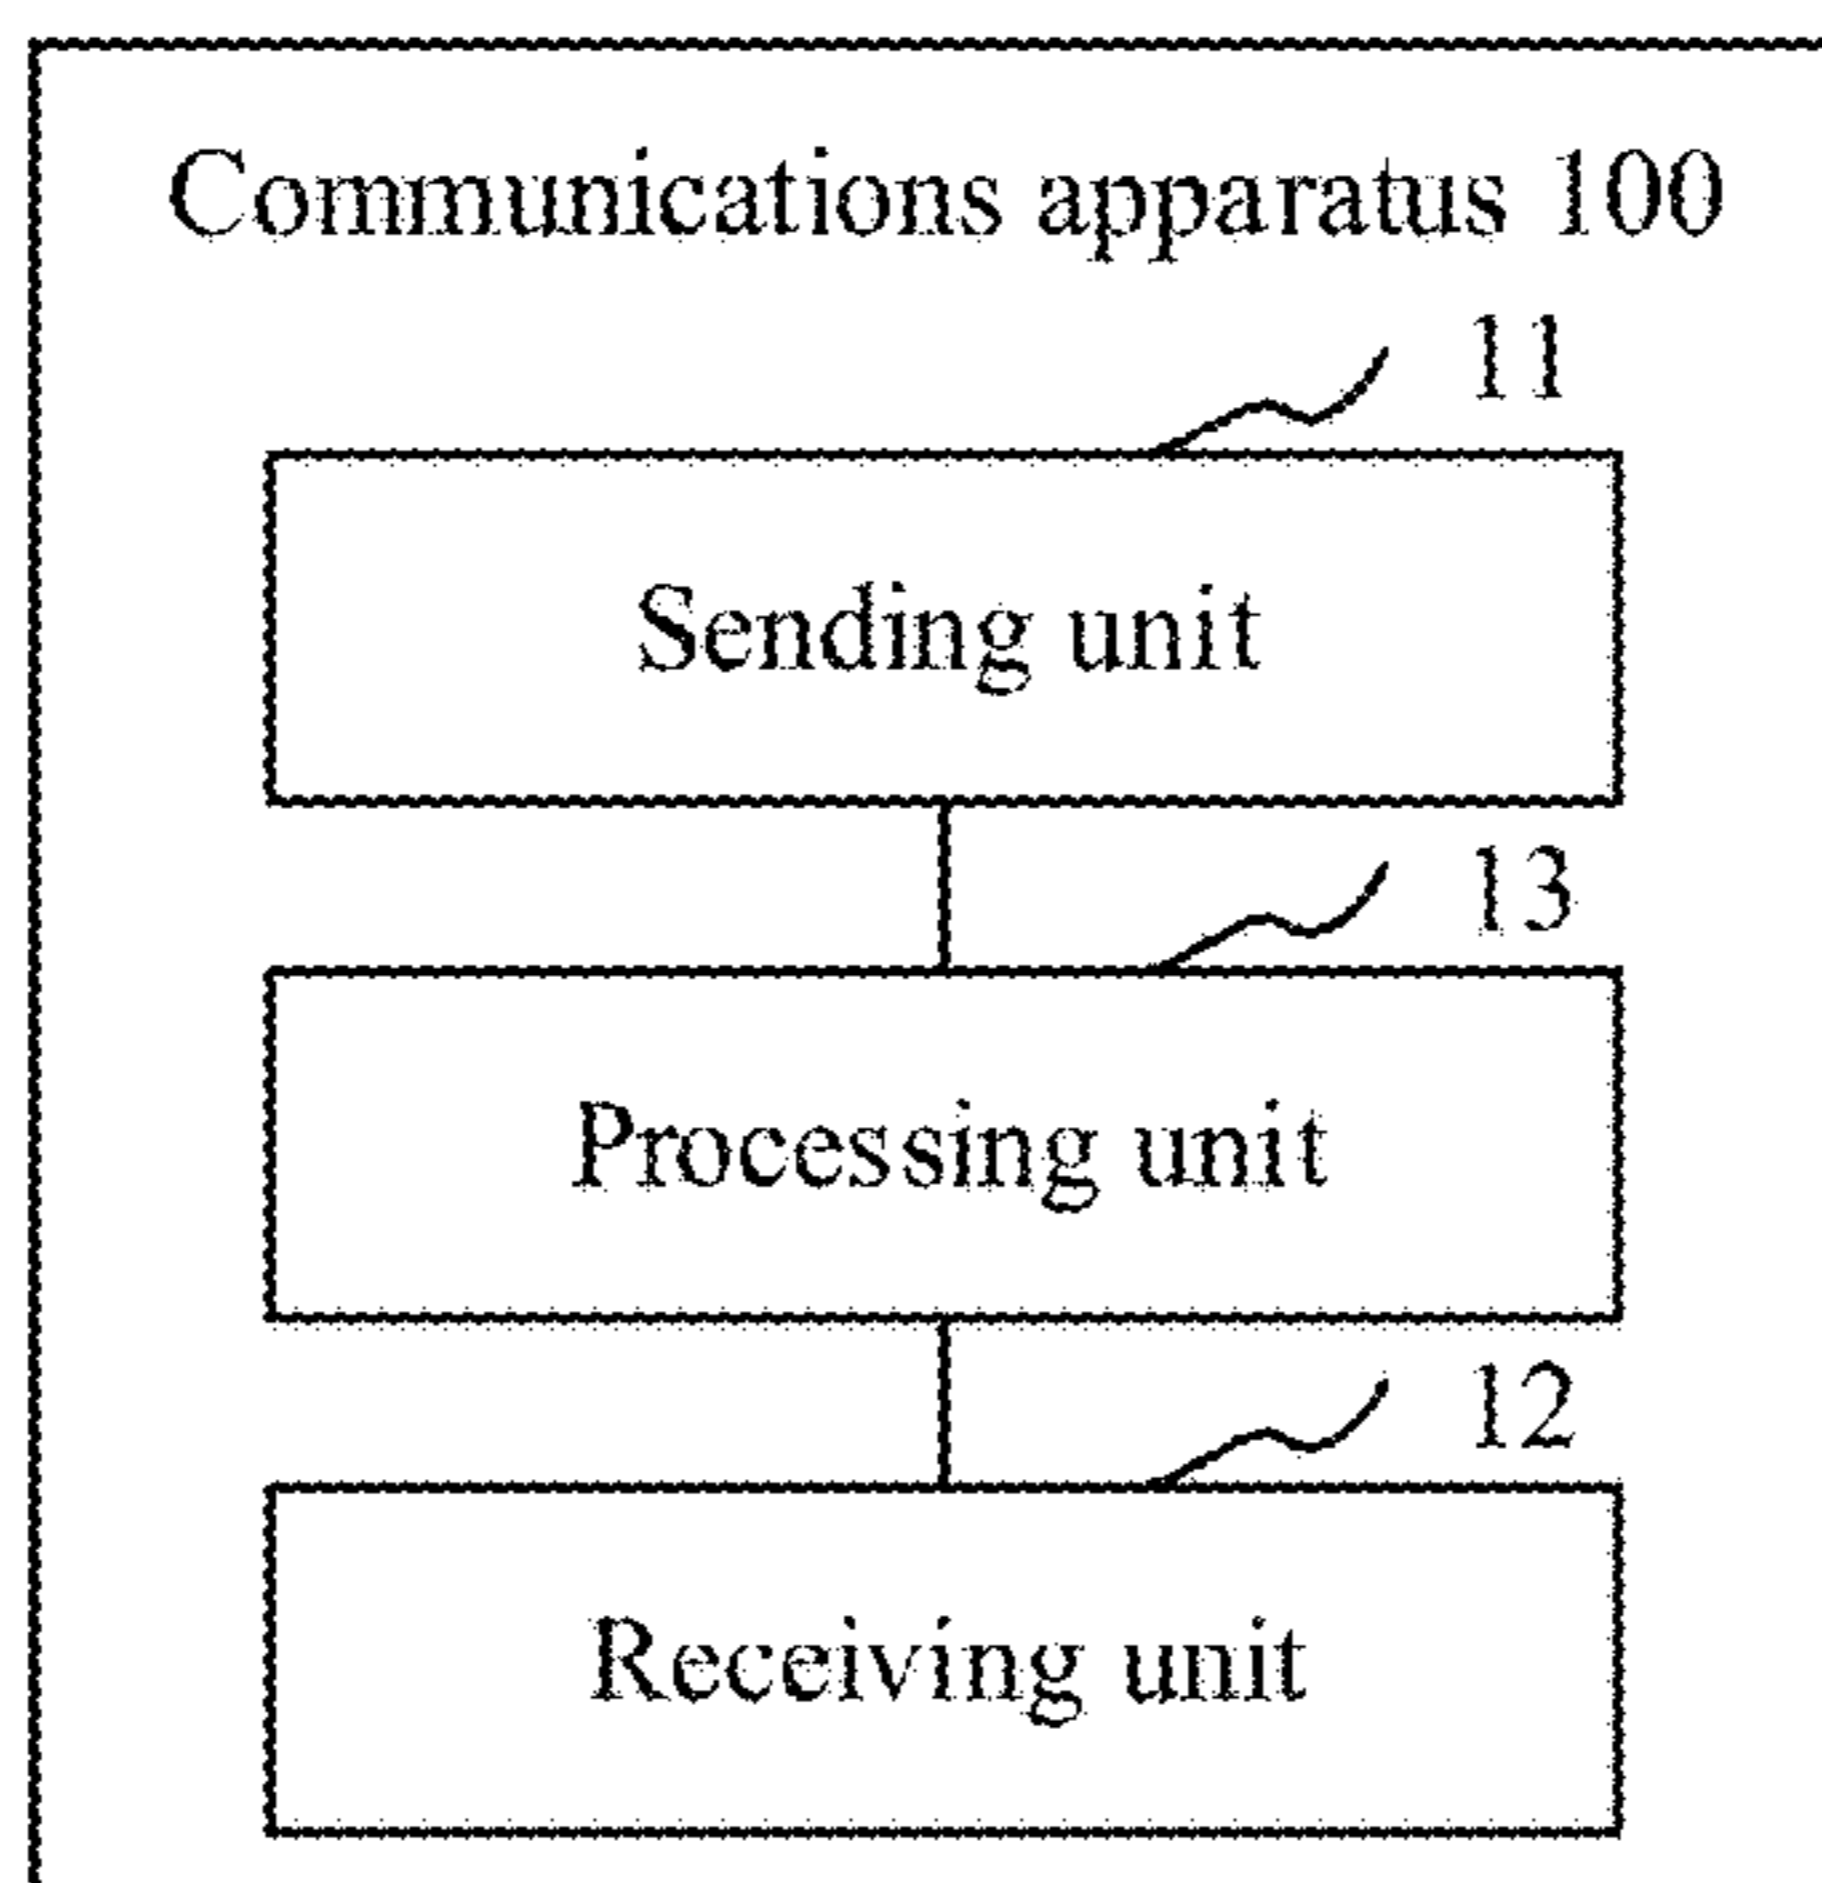 Communications apparatus 100
11
Sending unit
13
Processing unit
12
Receiving unit